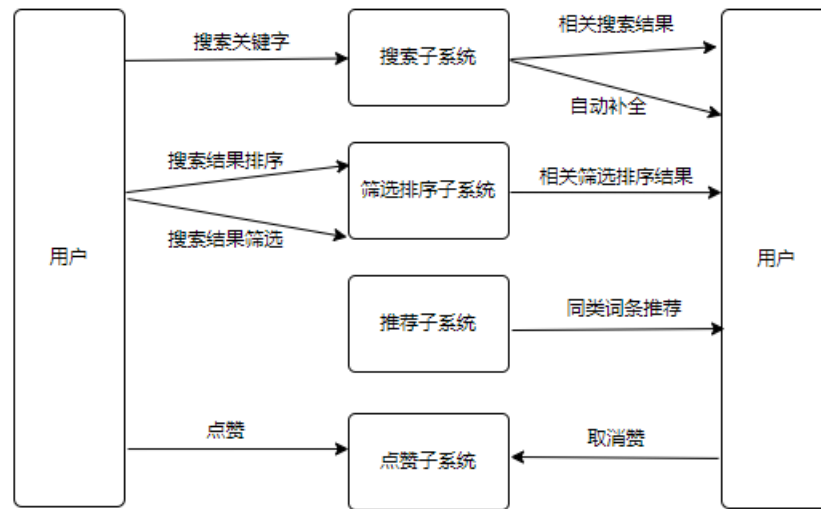 搜索关键字
搜索子系统
相关搜索结果
自动补全
搜索结果排序
搜索结果筛选
筛选排序子系统
相关筛选排序结果
用户
用户
推荐子系统
同类词条推荐
点赞
点赞子系统
取消赞